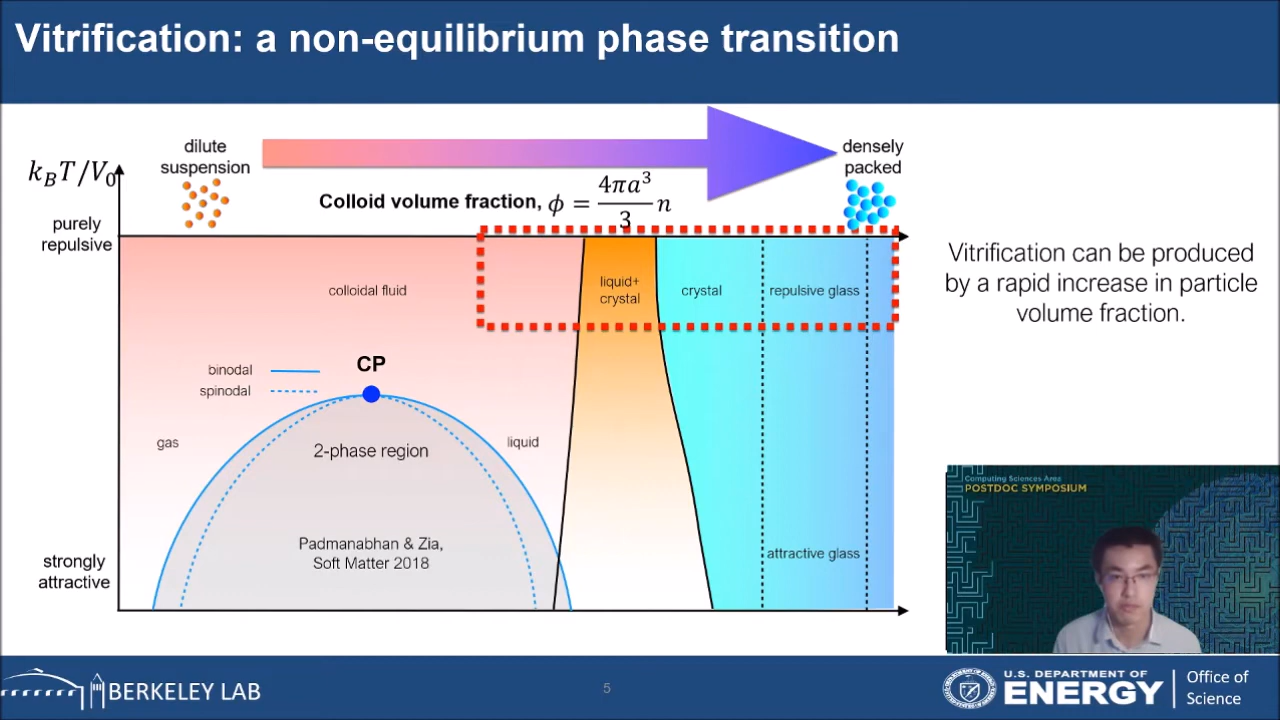 Vitrification: a non-equilibrium phase transition
dilute
suspension
densely
packed
k_BT/V_0
Colloid volume fraction, ϕ = 4πa³/3 n
purely
repulsive
colloidal fluid
liquid+
crystal
crystal
repulsive glass
Vitrification can be produced
by a rapid increase in particle
volume fraction.
CP
binodal
spinodal
gas
2-phase region
liquid
Padmanabhan & Zia,
Soft Matter 2018
attractive glass
strongly
attractive
Computing Sciences Area
POSTDOC SYMPOSIUM
BERKELEY LAB
5
U.S. DEPARTMENT OF
ENERGY
Office of
Science